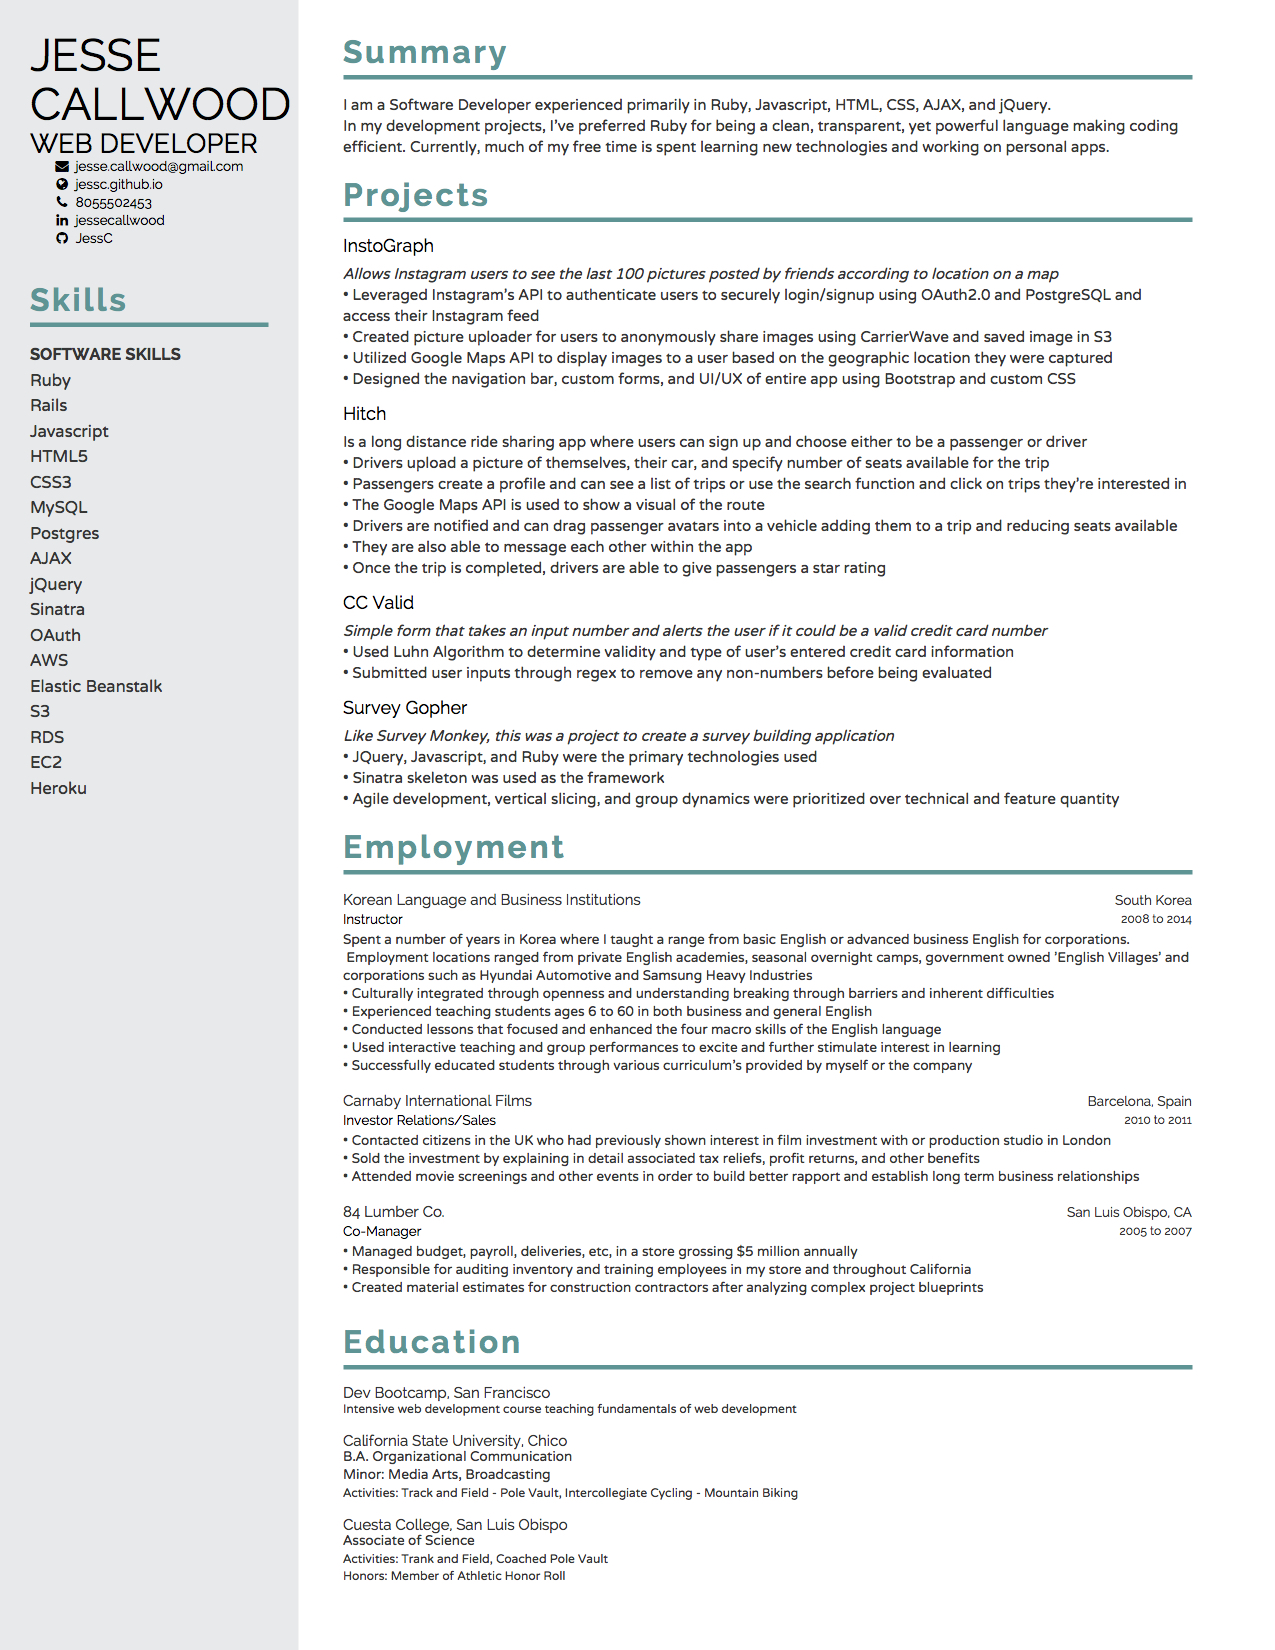 JESSE
CALLWOOD
WEB DEVELOPER
jesse.callwood@gmail.com
jessc.github.io
8055502453
jessecallwood
JessC
Skills
SOFTWARE SKILLS
Ruby
Rails
Javascript
HTML5
CSS3
MySQL
Postgres
AJAX
jQuery
Sinatra
OAuth
AWS
Elastic Beanstalk
S3
RDS
EC2
Heroku
Summary
I am a Software Developer experienced primarily in Ruby, Javascript, HTML, CSS, AJAX, and jQuery.
In my development projects, I've preferred Ruby for being a clean, transparent, yet powerful language making coding
efficient. Currently, much of my free time is spent learning new technologies and working on personal apps.
Projects
InstoGraph
Allows Instagram users to see the last 100 pictures posted by friends according to location on a map
• Leveraged Instagram's API to authenticate users to securely login/signup using OAuth2.0 and PostgreSQL and
access their Instagram feed
• Created picture uploader for users to anonymously share images using CarrierWave and saved image in S3
• Utilized Google Maps API to display images to a user based on the geographic location they were captured
• Designed the navigation bar, custom forms, and UI/UX of entire app using Bootstrap and custom CSS
Hitch
Is a long distance ride sharing app where users can sign up and choose either to be a passenger or driver
• Drivers upload a picture of themselves, their car, and specify number of seats available for the trip
• Passengers create a profile and can see a list of trips or use the search function and click on trips they're interested in
• The Google Maps API is used to show a visual of the route
• Drivers are notified and can drag passenger avatars into a vehicle adding them to a trip and reducing seats available
• They are also able to message each other within the app
• Once the trip is completed, drivers are able to give passengers a star rating
CC Valid
Simple form that takes an input number and alerts the user if it could be a valid credit card number
• Used Luhn Algorithm to determine validity and type of user's entered credit card information
• Submitted user inputs through regex to remove any non-numbers before being evaluated
Survey Gopher
Like Survey Monkey, this was a project to create a survey building application
• JQuery, Javascript, and Ruby were the primary technologies used
• Sinatra skeleton was used as the framework
• Agile development, vertical slicing, and group dynamics were prioritized over technical and feature quantity
Employment
Korean Language and Business Institutions South Korea
Instructor 2008 to 2014
Spent a number of years in Korea where I taught a range from basic English or advanced business English for corporations.
Employment locations ranged from private English academies, seasonal overnight camps, government owned 'English Villages' and
corporations such as Hyundai Automotive and Samsung Heavy Industries
• Culturally integrated through openness and understanding breaking through barriers and inherent difficulties
• Experienced teaching students ages 6 to 60 in both business and general English
• Conducted lessons that focused and enhanced the four macro skills of the English language
• Used interactive teaching and group performances to excite and further stimulate interest in learning
• Successfully educated students through various curriculum's provided by myself or the company
Carnaby International Films Barcelona, Spain
Investor Relations/Sales 2010 to 2011
• Contacted citizens in the UK who had previously shown interest in film investment with or production studio in London
• Sold the investment by explaining in detail associated tax reliefs, profit returns, and other benefits
• Attended movie screenings and other events in order to build better rapport and establish long term business relationships
84 Lumber Co. San Luis Obispo, CA
Co-Manager 2005 to 2007
• Managed budget, payroll, deliveries, etc, in a store grossing $5 million annually
• Responsible for auditing inventory and training employees in my store and throughout California
• Created material estimates for construction contractors after analyzing complex project blueprints
Education
Dev Bootcamp, San Francisco
Intensive web development course teaching fundamentals of web development
California State University, Chico
B.A. Organizational Communication
Minor: Media Arts, Broadcasting
Activities: Track and Field - Pole Vault, Intercollegiate Cycling - Mountain Biking
Cuesta College, San Luis Obispo
Associate of Science
Activities: Trank and Field, Coached Pole Vault
Honors: Member of Athletic Honor Roll